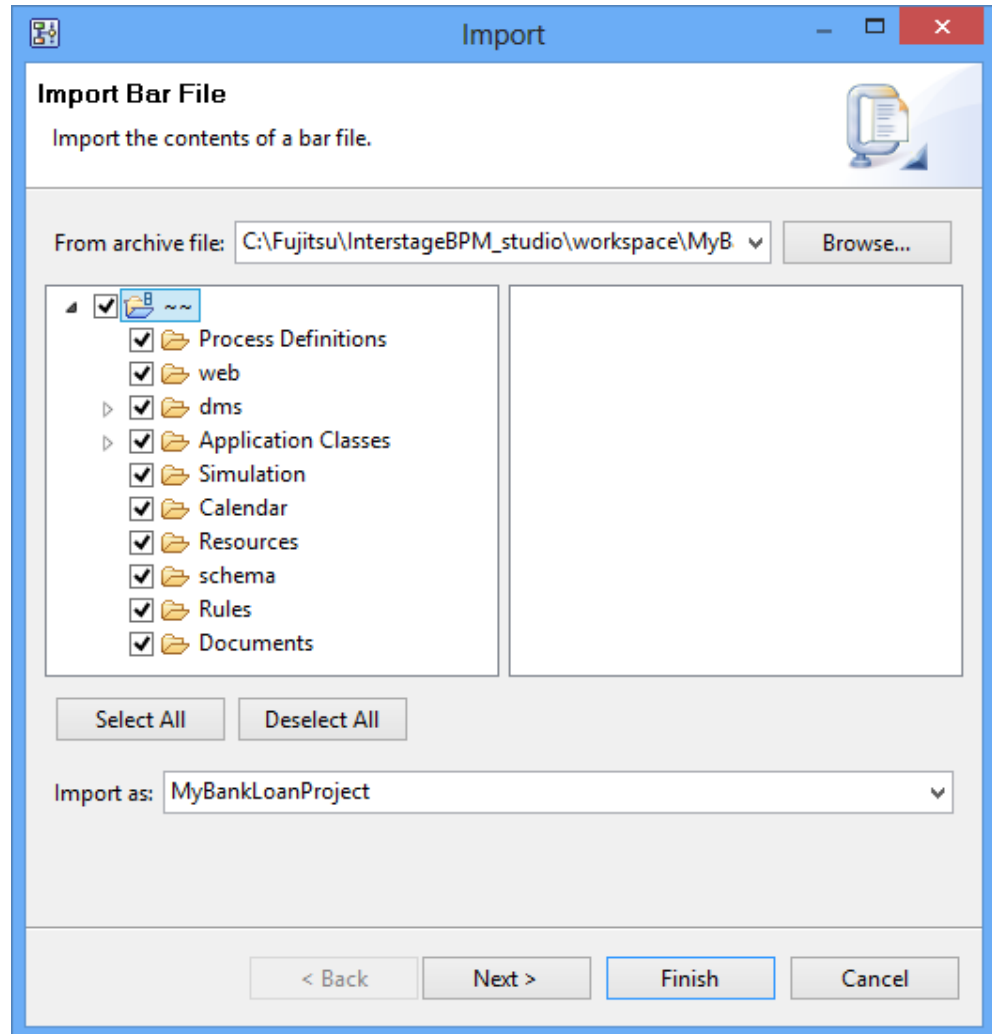 Import
Import Bar File
Import the contents of a bar file.
From archive file: C:\Fujitsu\InterstageBPM_studio\workspace\MyB Browse...
~~
Process Definitions
web
dms
Application Classes
Simulation
Calendar
Resources
schema
Rules
Documents
Select All Deselect All
Import as: MyBankLoanProject
< Back Next > Finish Cancel